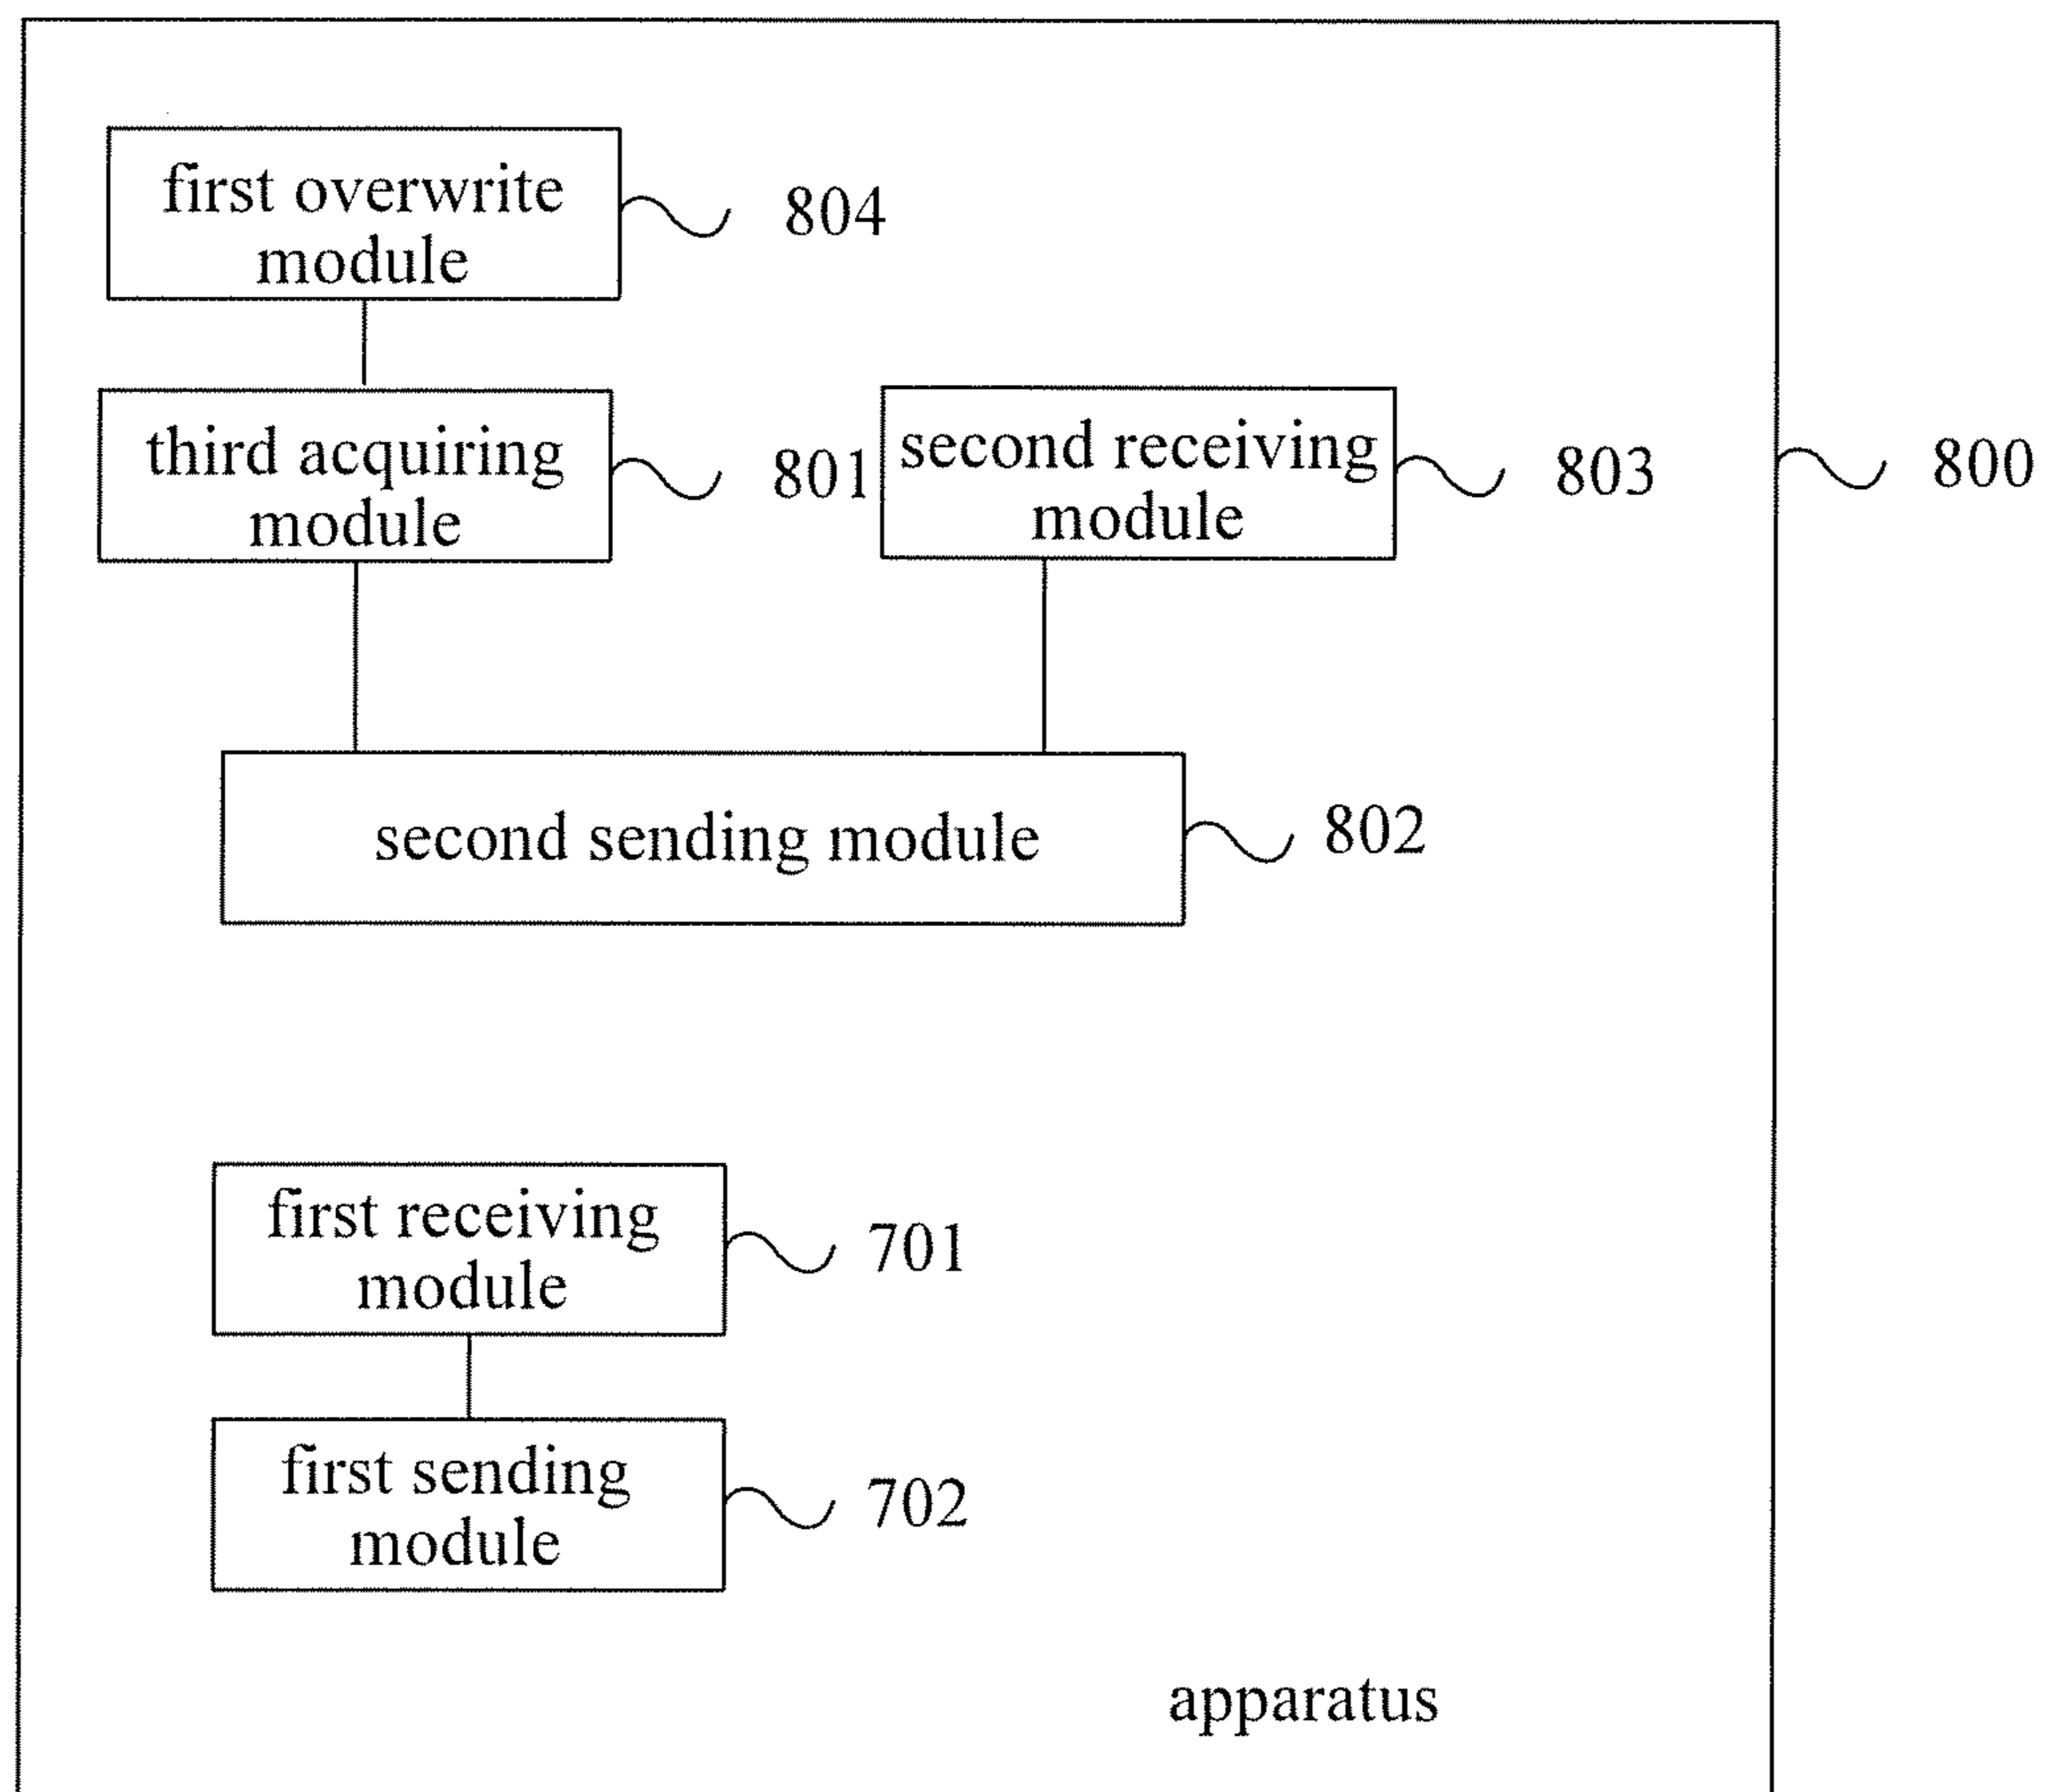 first overwrite
module
804
third acquiring
module
801
second receiving
module
803
800
second sending module
802
first receiving
module
701
first sending
module
702
apparatus